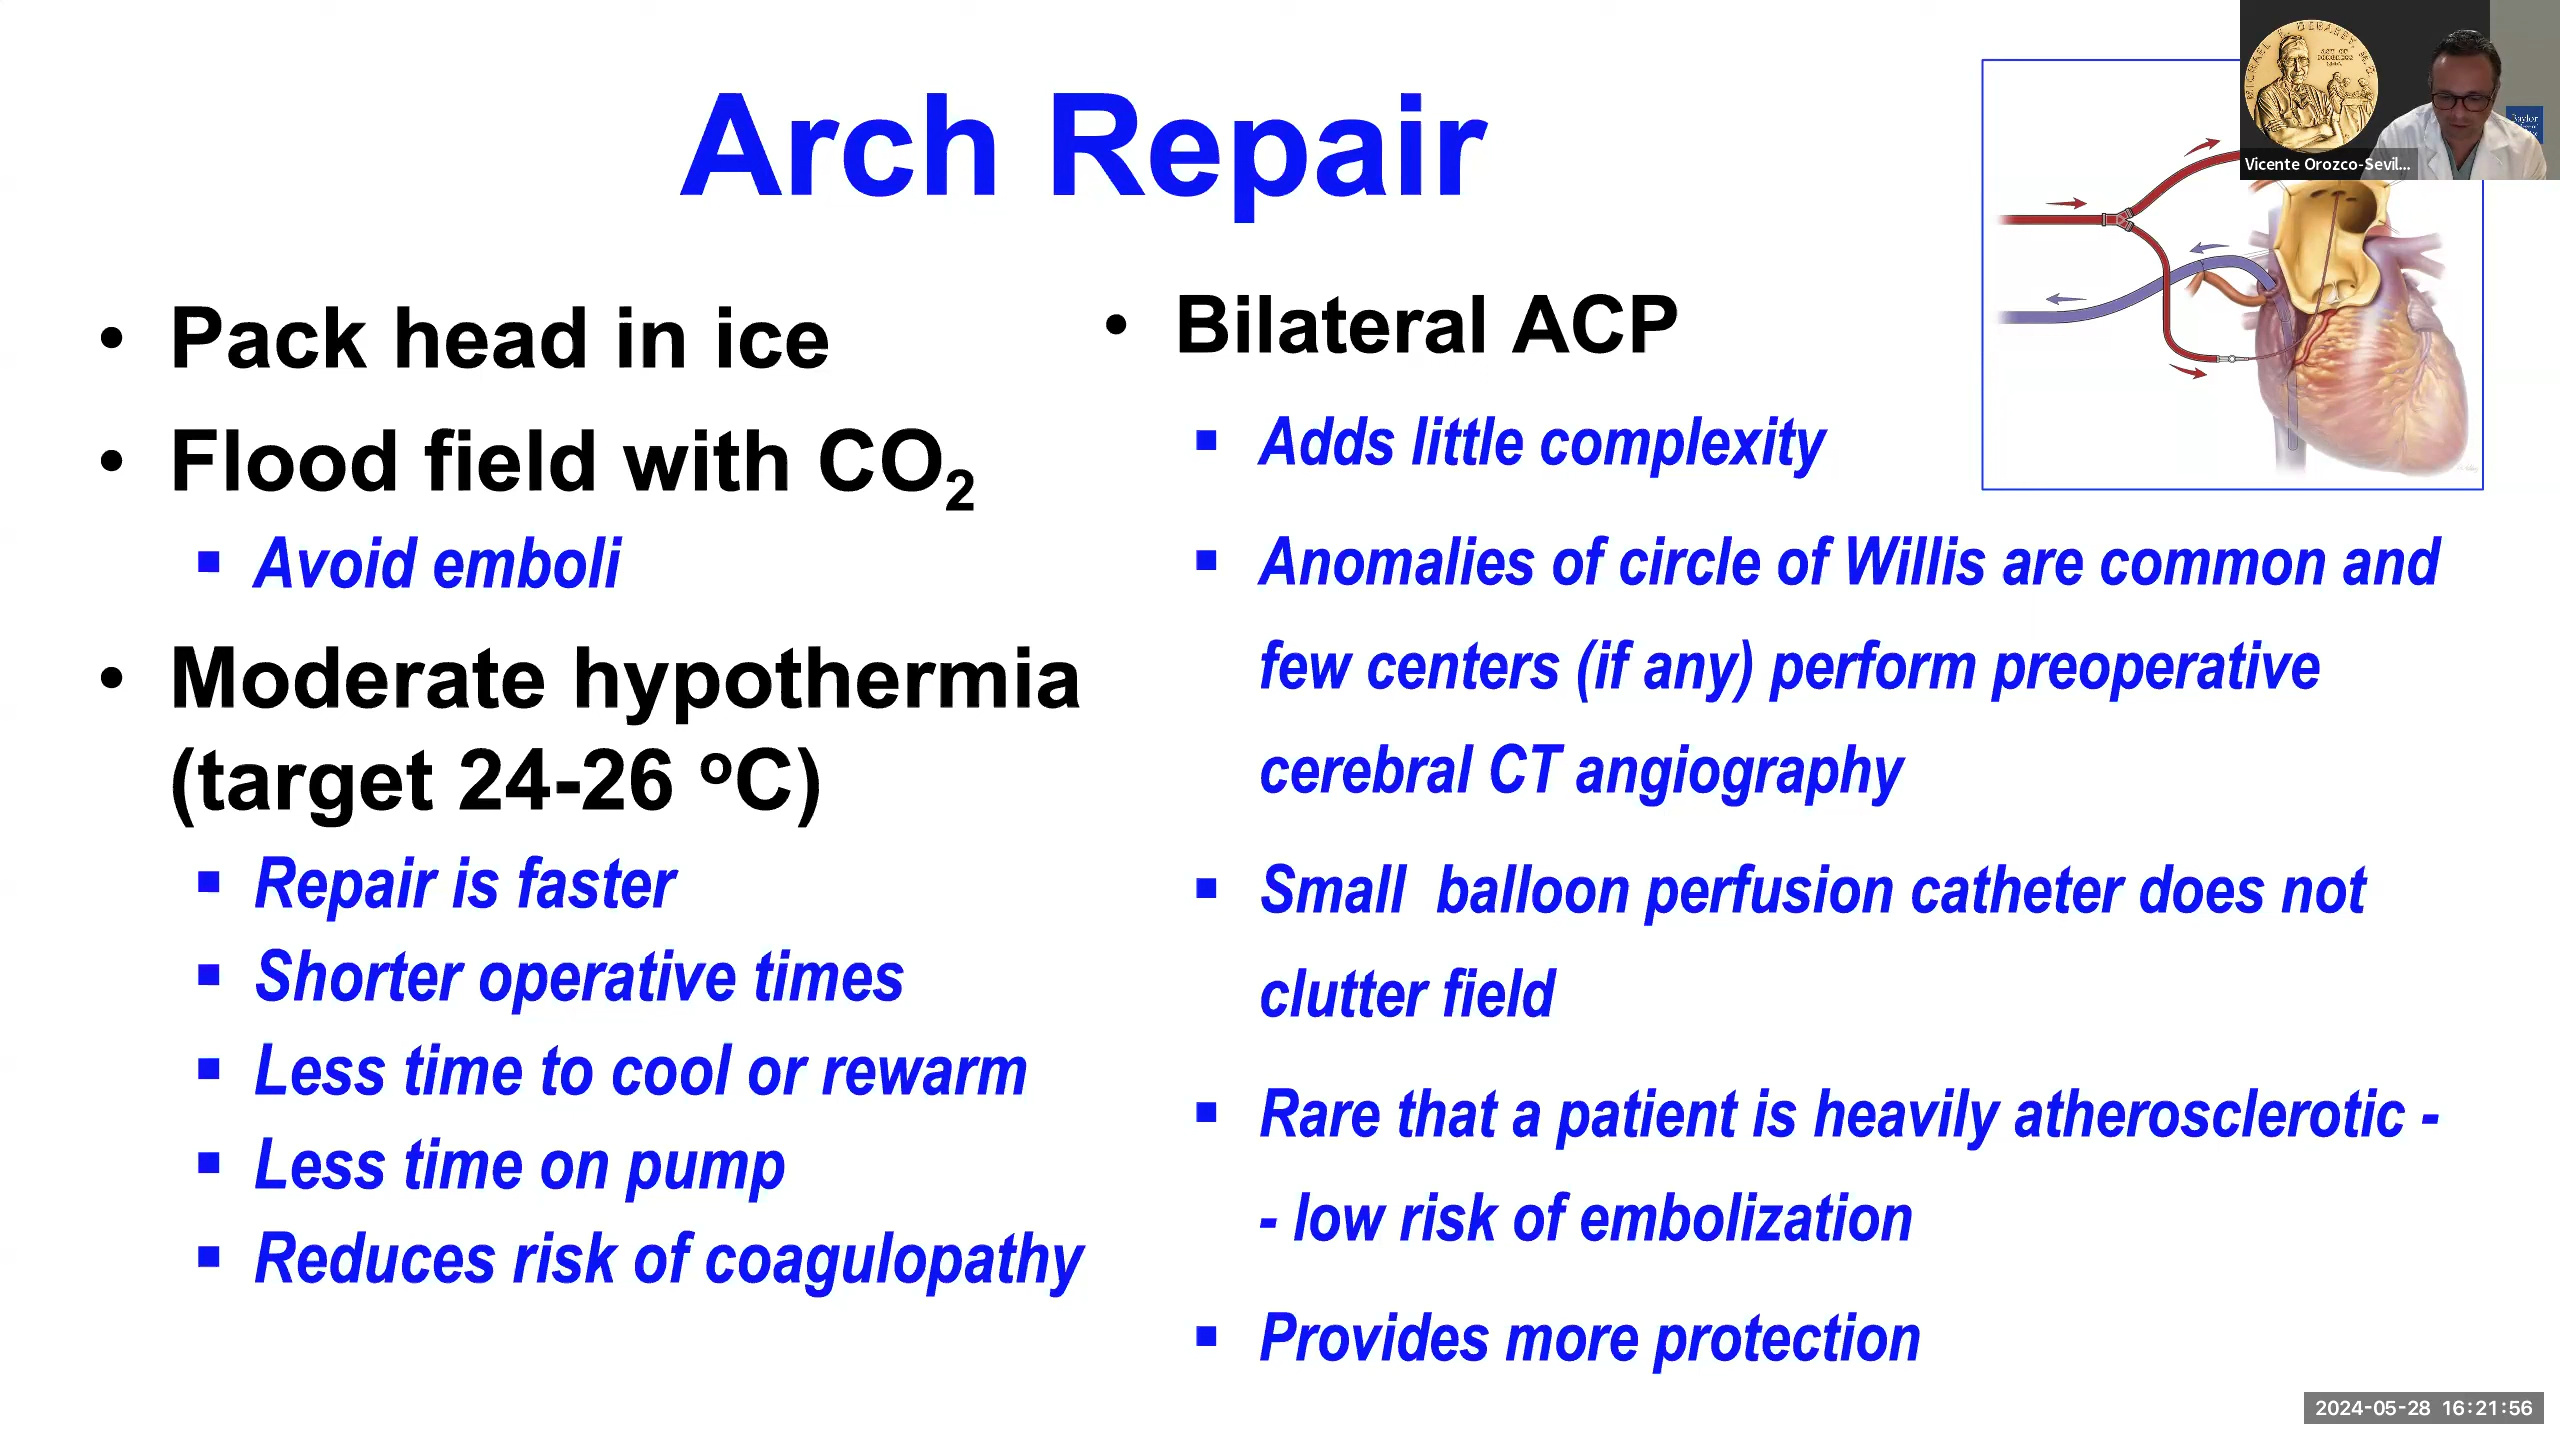 Arch Repair
• Pack head in ice
• Flood field with CO₂
▪ Avoid emboli
• Moderate hypothermia
(target 24-26 ºC)
▪ Repair is faster
▪ Shorter operative times
▪ Less time to cool or rewarm
▪ Less time on pump
▪ Reduces risk of coagulopathy
• Bilateral ACP
▪ Adds little complexity
▪ Anomalies of circle of Willis are common and
few centers (if any) perform preoperative
cerebral CT angiography
▪ Small  balloon perfusion catheter does not
clutter field
▪ Rare that a patient is heavily atherosclerotic -
- low risk of embolization
▪ Provides more protection
Vicente Orozco-Sevil...
2024-05-28 16:21:56